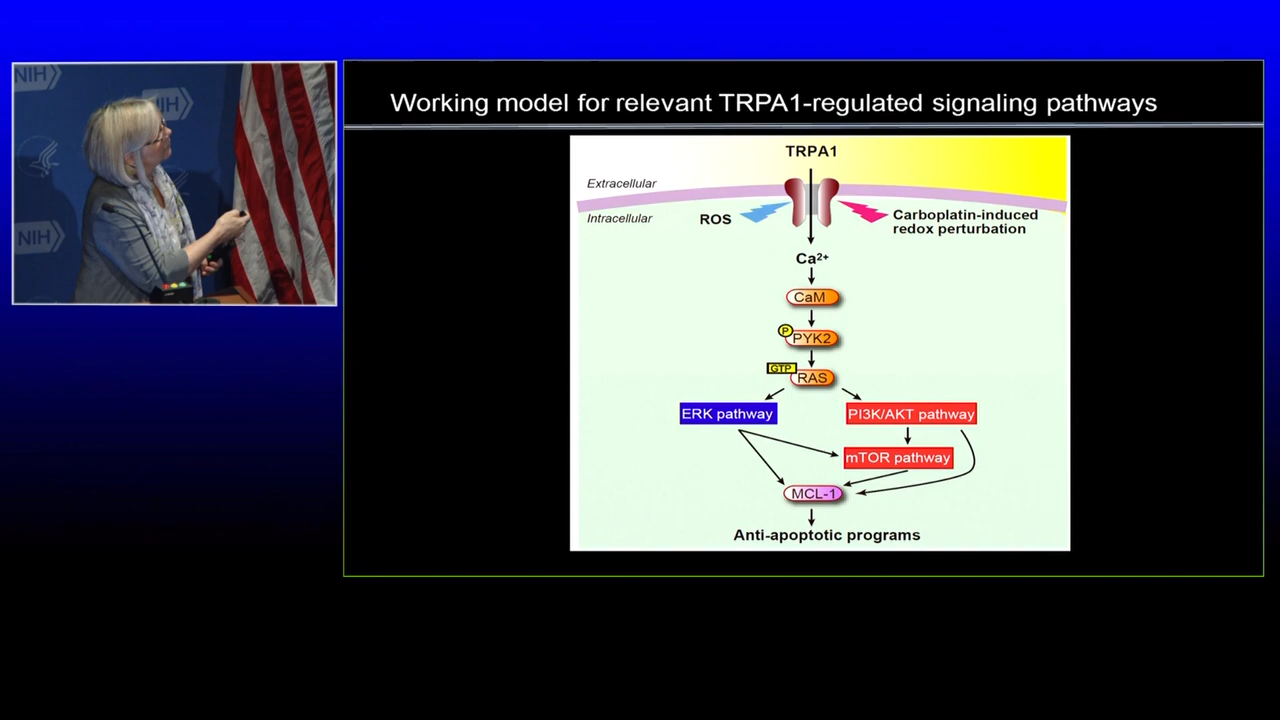 NIH
NIH
NIH
Working model for relevant TRPA1-regulated signaling pathways
TRPA1
Extracellular
Intracellular
ROS
Carboplatin-induced
redox perturbation
Ca²⁺
CaM
P
PYK2
GTP
RAS
ERK pathway
PI3K/AKT pathway
mTOR pathway
MCL-1
Anti-apoptotic programs